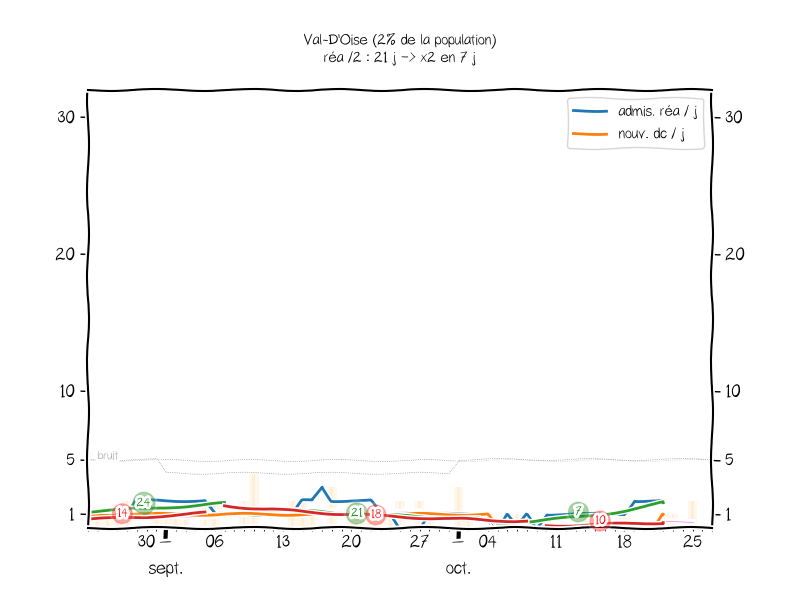 Val-D'Oise (2% de la population)
réa /2 : 21 j -> x2 en 7 j
admis. réa / j
nouv. dc / j
30 30
20 20
10 10
5 bruit 5
24
14 21 18 7 10
1 1
30 06 13 20 27 04 11 18 25
sept. oct.